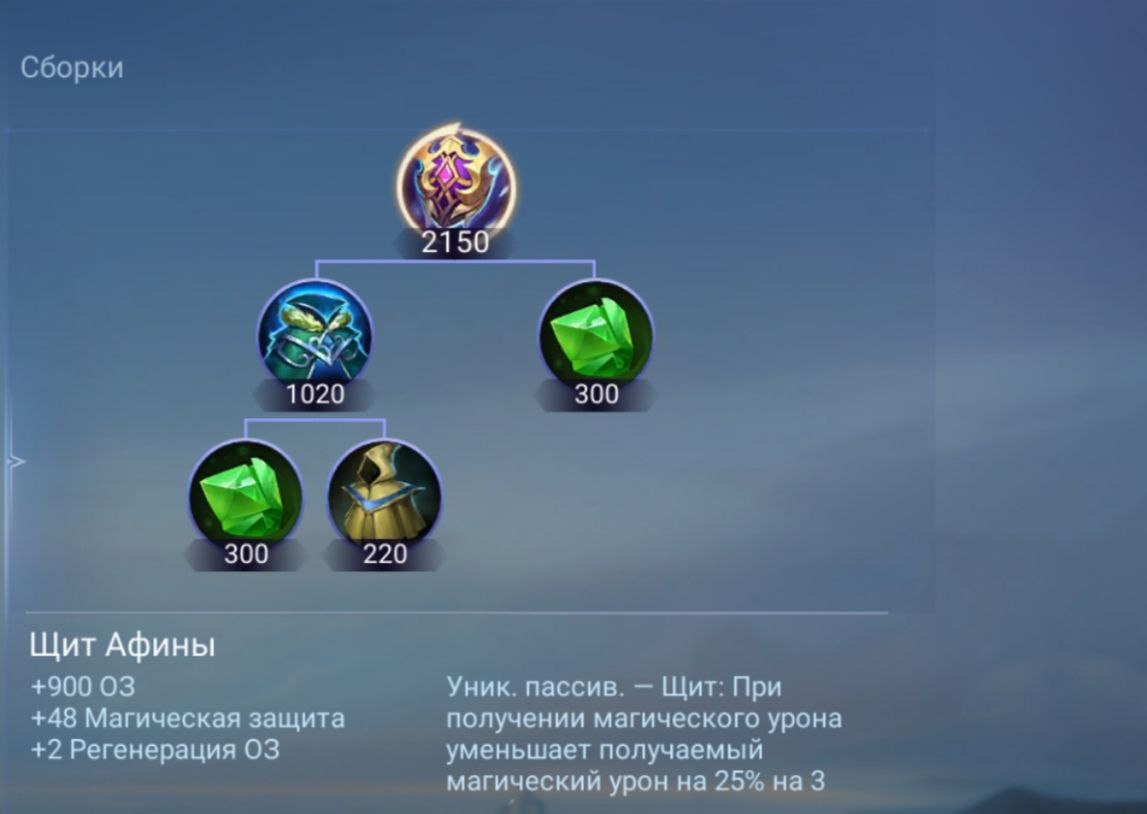 Сборки
2150
1020
300
300
220
Щит Афины
+900 ОЗ
+48 Магическая защита
+2 Регенерация ОЗ
Уник. пассив. — Щит: При
получении магического урона
уменьшает получаемый
магический урон на 25% на 3